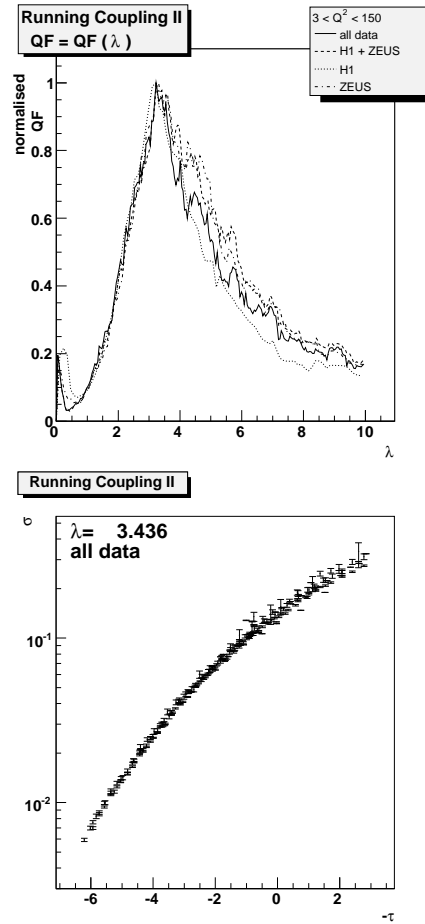 Running Coupling II
QF = QF ( λ )
3 < Q² < 150
all data
H1 + ZEUS
H1
ZEUS
normalised
QF
1
0.8
0.6
0.4
0.2
0
0 2 4 6 8 10
λ
Running Coupling II
σ
λ= 3.436
all data
10⁻¹
10⁻²
-6 -4 -2 0 2
-τ